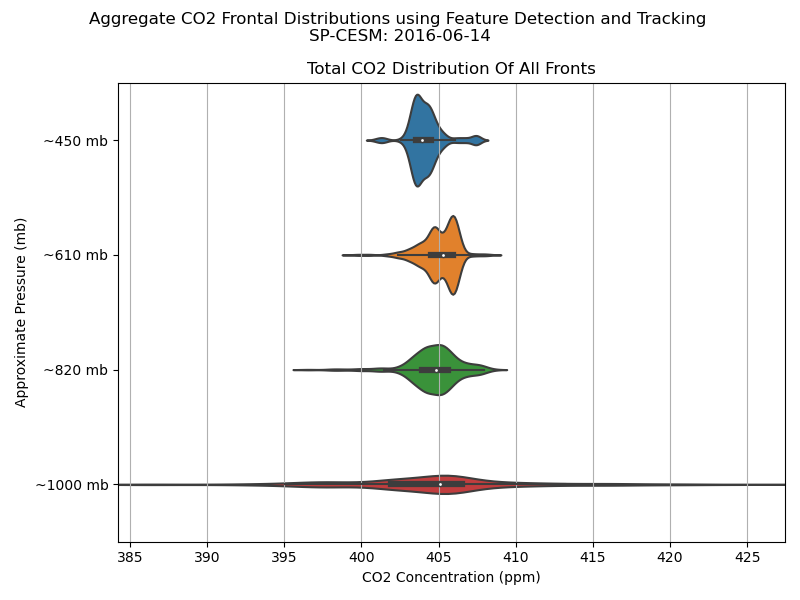 Aggregate CO2 Frontal Distributions using Feature Detection and Tracking
SP-CESM: 2016-06-14
Total CO2 Distribution Of All Fronts
Approximate Pressure (mb)
~450 mb
~610 mb
~820 mb
~1000 mb
385 390 395 400 405 410 415 420 425
CO2 Concentration (ppm)